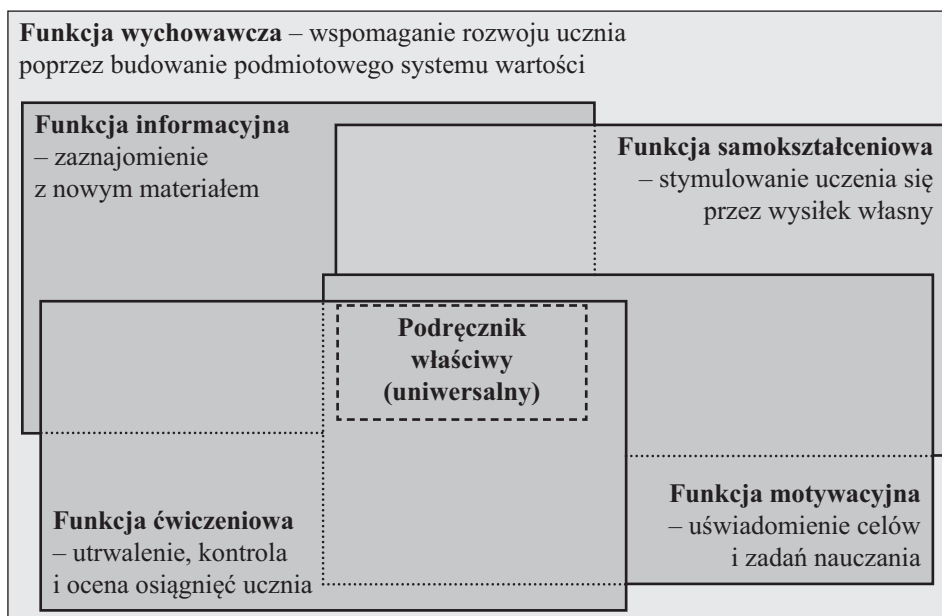 Funkcja wychowawcza – wspomaganie rozwoju ucznia
poprzez budowanie podmiotowego systemu wartości
Funkcja informacyjna
– zaznajomienie
z nowym materiałem
Funkcja samokształceniowa
– stymulowanie uczenia się
przez wysiłek własny
Podręcznik
właściwy
(uniwersalny)
Funkcja ćwiczeniowa
– utrwalenie, kontrola
i ocena osiągnięć ucznia
Funkcja motywacyjna
– uświadomienie celów
i zadań nauczania